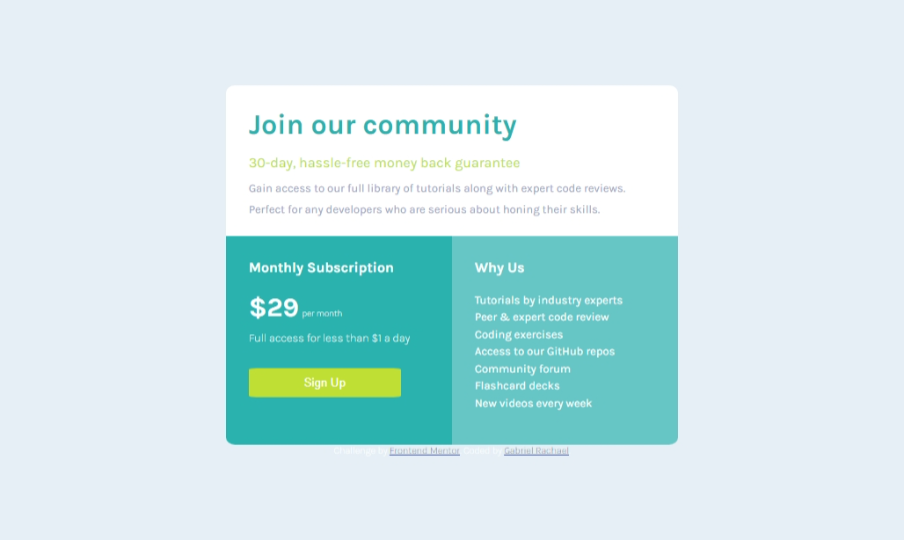 Join our community
30-day, hassle-free money back guarantee
Gain access to our full library of tutorials along with expert code reviews.
Perfect for any developers who are serious about honing their skills.
Monthly Subscription
$29 per month
Full access for less than $1 a day
Sign Up
Why Us
Tutorials by industry experts
Peer & expert code review
Coding exercises
Access to our GitHub repos
Community forum
Flashcard decks
New videos every week
Challenge by Frontend Mentor. Coded by Gabriel Rachael